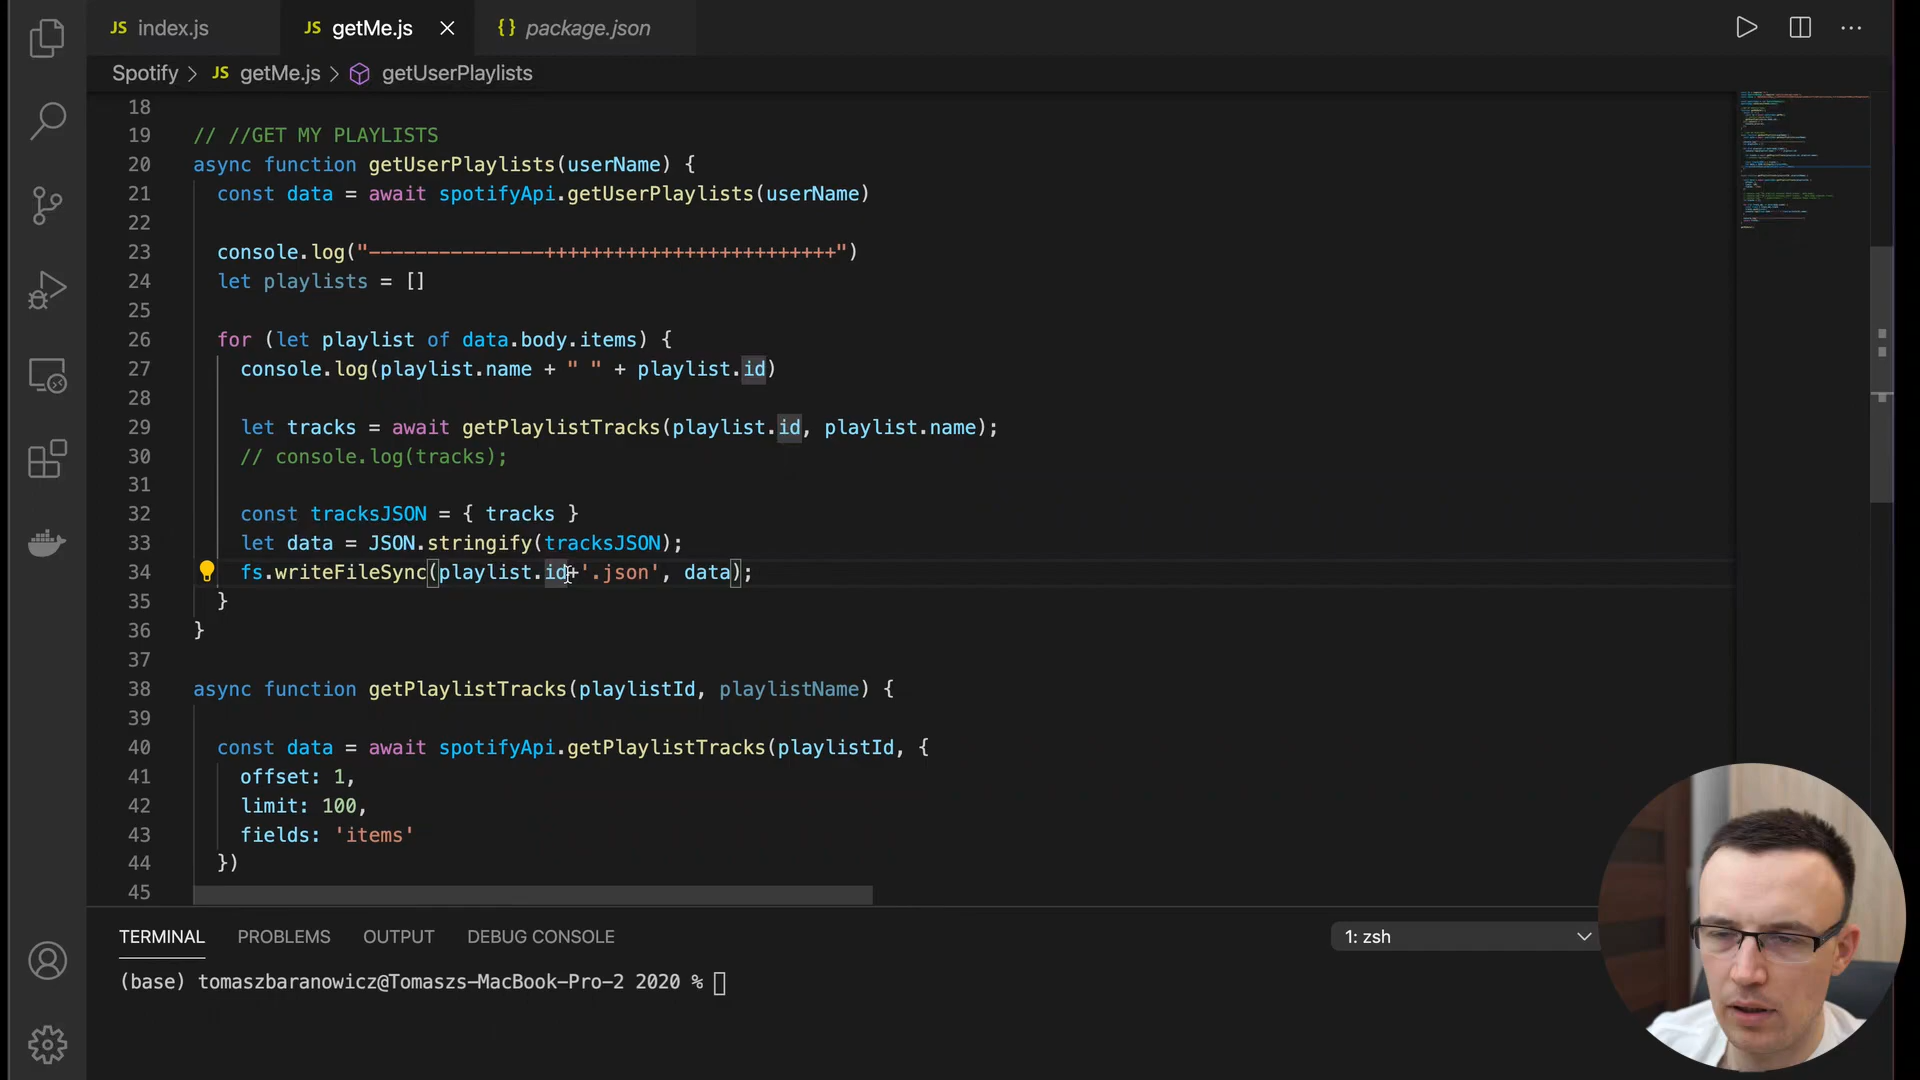 JS index.js
JS getMe.js
{} package.json
Spotify > JS getMe.js > getUserPlaylists
18
19 // //GET MY PLAYLISTS
20 async function getUserPlaylists(userName) {
21 const data = await spotifyApi.getUserPlaylists(userName)
22
23 console.log("---------------+++++++++++++++++++++++++")
24 let playlists = []
25
26 for (let playlist of data.body.items) {
27 console.log(playlist.name + " " + playlist.id)
28
29 let tracks = await getPlaylistTracks(playlist.id, playlist.name);
30 // console.log(tracks);
31
32 const tracksJSON = { tracks }
33 let data = JSON.stringify(tracksJSON);
34 fs.writeFileSync(playlist.id+'.json', data);
35 }
36 }
37
38 async function getPlaylistTracks(playlistId, playlistName) {
39
40 const data = await spotifyApi.getPlaylistTracks(playlistId, {
41 offset: 1,
42 limit: 100,
43 fields: 'items'
44 })
45
TERMINAL PROBLEMS OUTPUT DEBUG CONSOLE 1: zsh
(base) tomaszbaranowicz@Tomaszs-MacBook-Pro-2 2020 %